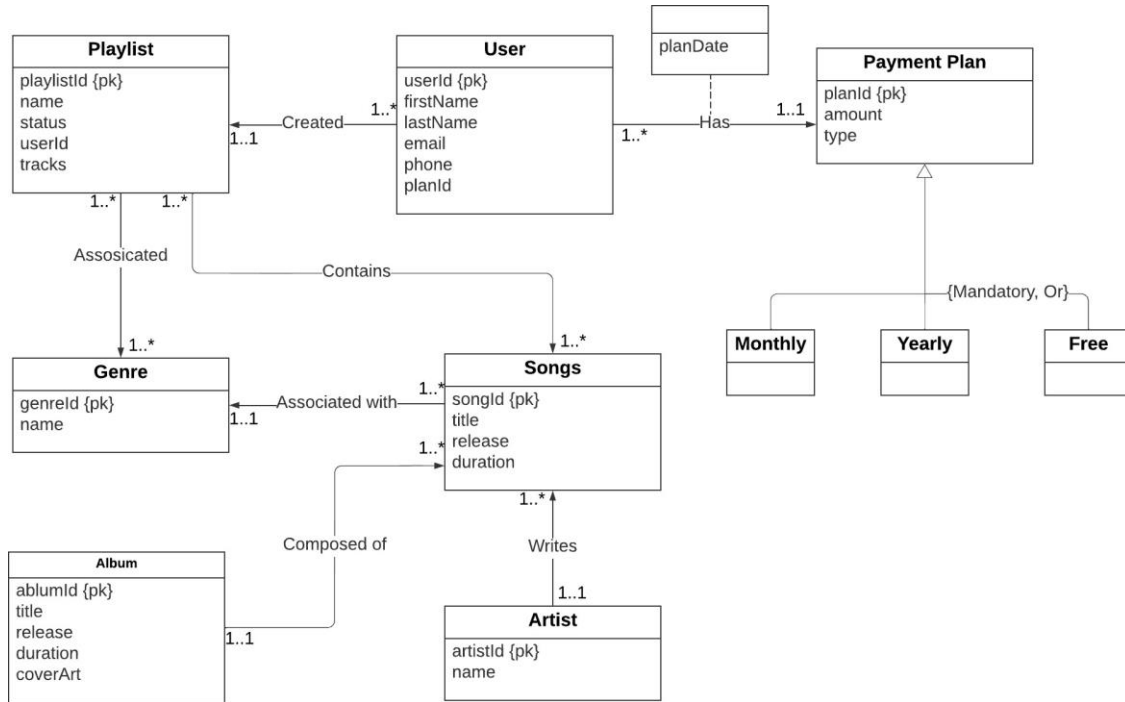 Playlist
playlistId {pk}
name
status
userId
tracks
1..*
Created
1..1
User
userId {pk}
firstName
lastName
email
phone
planId
planDate
1..*
Has
1..1
Payment Plan
planId {pk}
amount
type
1..*
1..*
Assosicated
Contains
{Mandatory, Or}
Monthly
Yearly
Free
1..*
1..*
Genre
genreId {pk}
name
1..1
Associated with
1..*
Songs
songId {pk}
title
release
duration
1..*
1..*
Composed of
Writes
1..1
1..1
Album
ablumId {pk}
title
release
duration
coverArt
Artist
artistId {pk}
name